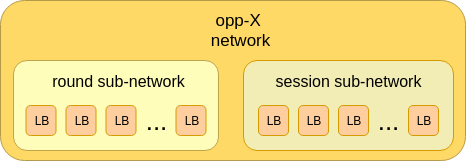 opp-X
network
round sub-network
LB LB LB ... LB
session sub-network
LB LB LB ... LB